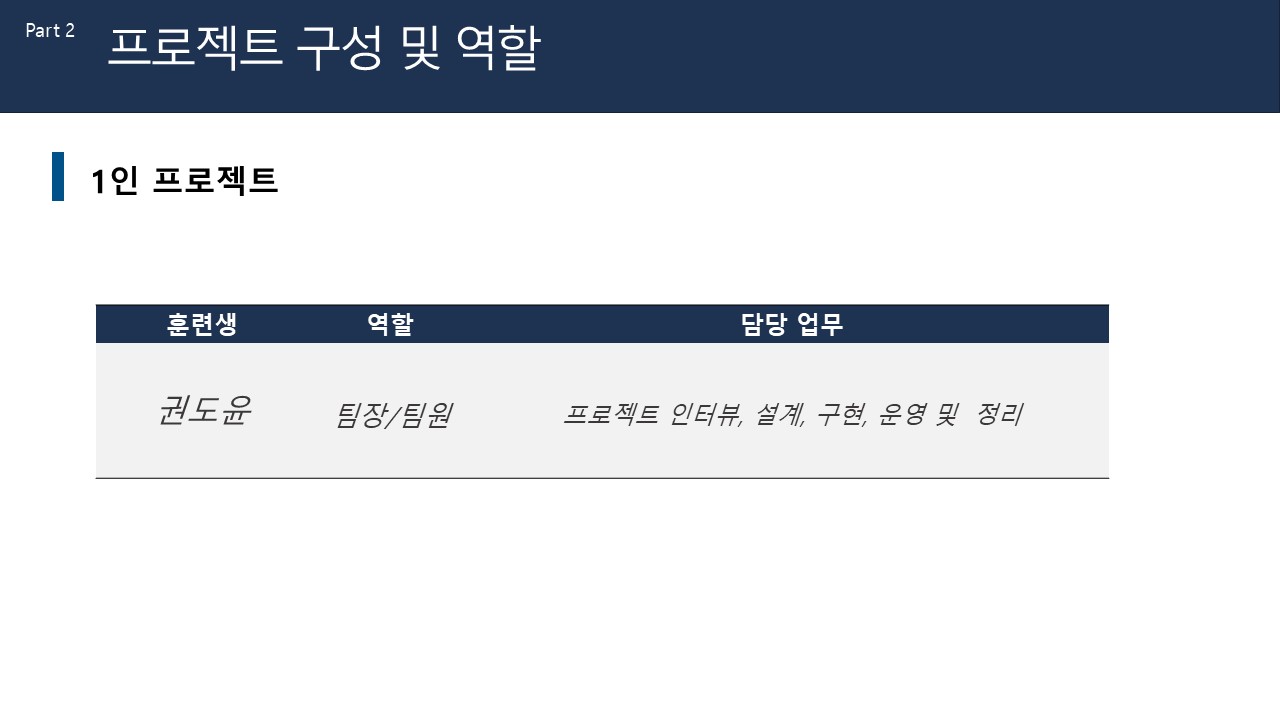 Part 2
프로젝트 구성 및 역할
1인 프로젝트
훈련생 역할 담당 업무
권도윤 팀장/팀원 프로젝트 인터뷰, 설계, 구현, 운영 및 정리